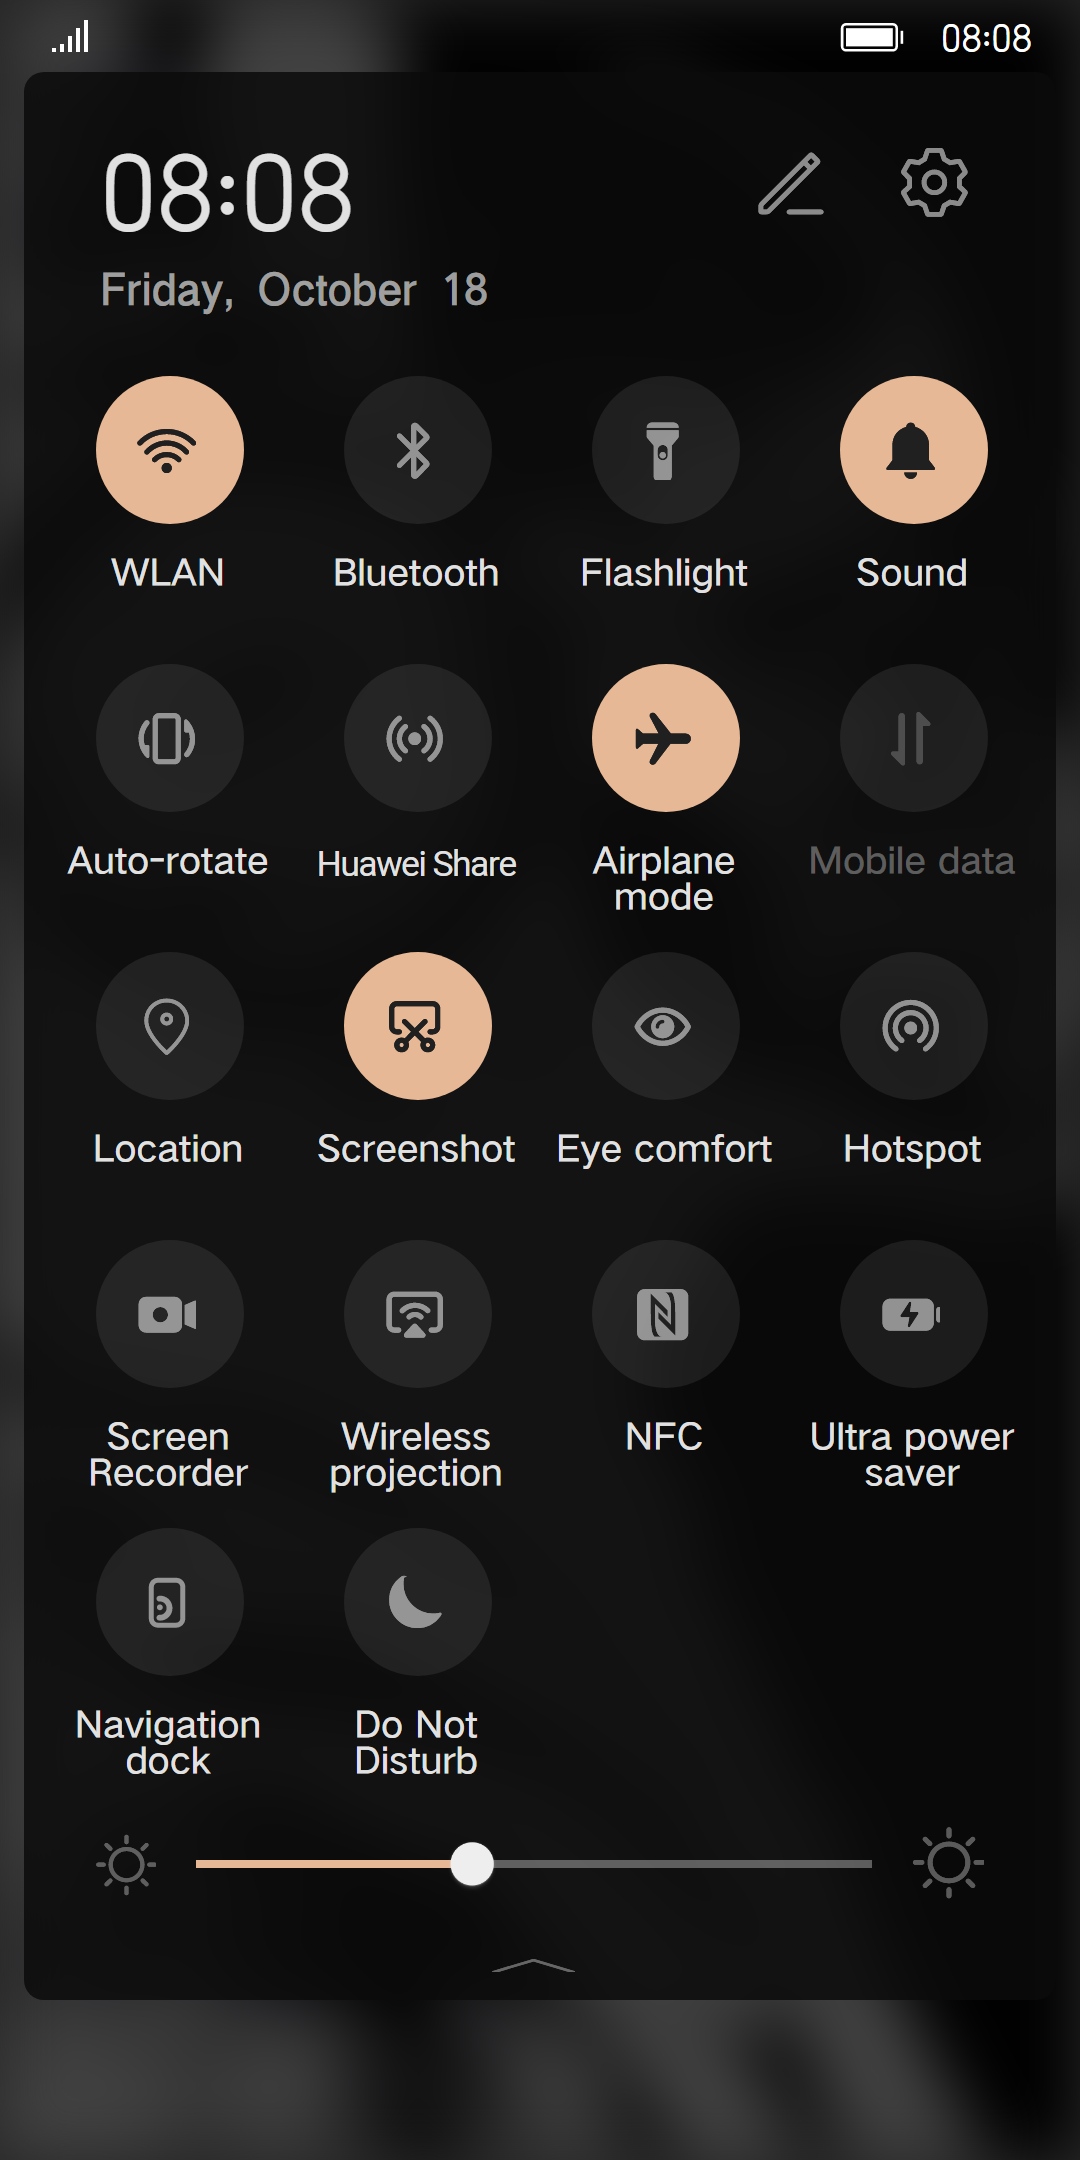 08:08
08:08
Friday, October 18
WLAN Bluetooth Flashlight Sound
Auto-rotate Huawei Share Airplane mode Mobile data
Location Screenshot Eye comfort Hotspot
Screen Recorder Wireless projection NFC Ultra power saver
Navigation dock Do Not Disturb